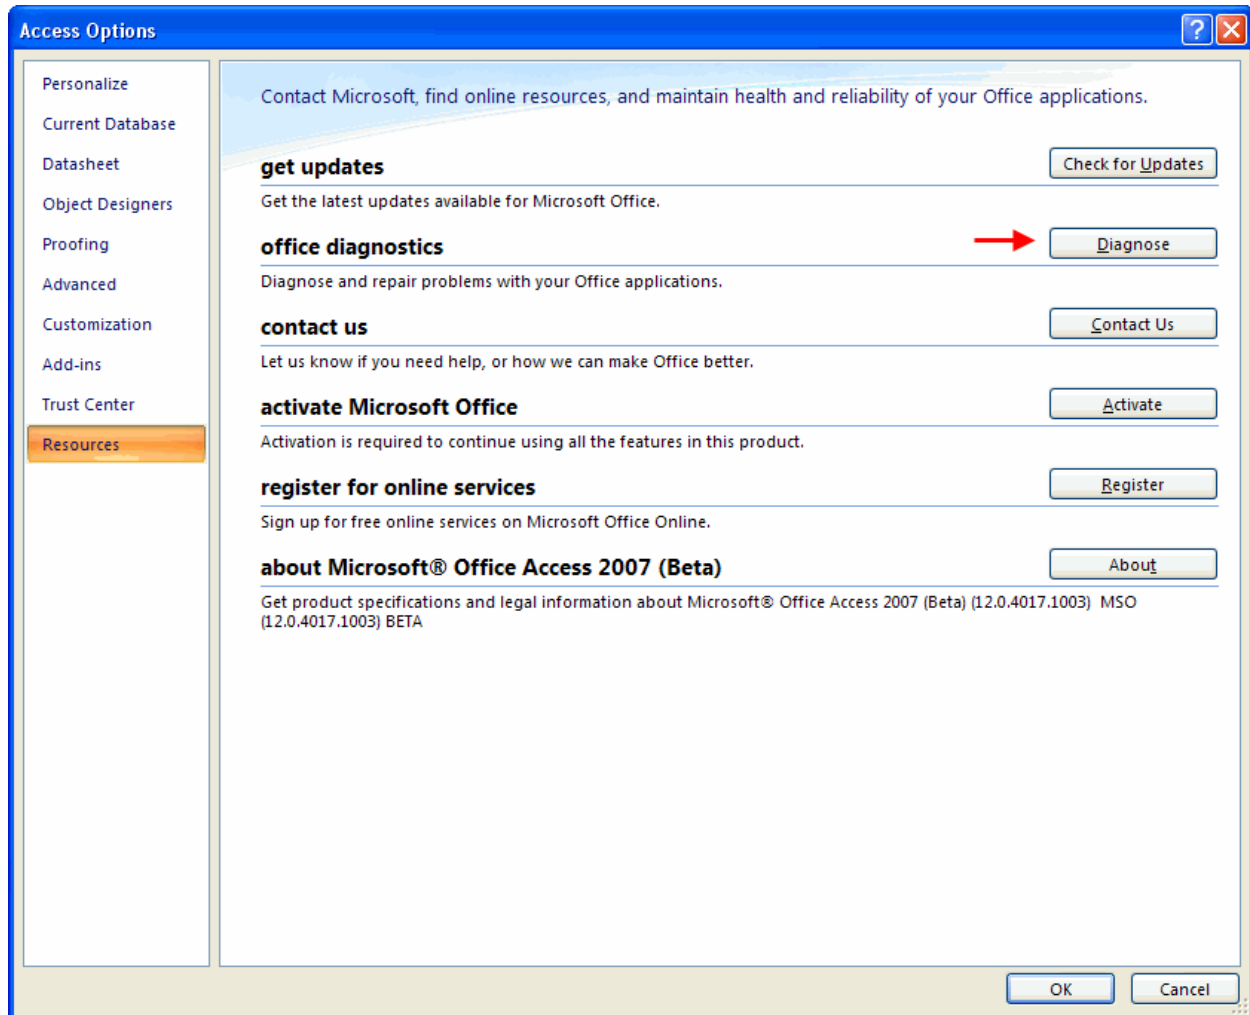 Access Options
Personalize
Current Database
Datasheet
Object Designers
Proofing
Advanced
Customization
Add-ins
Trust Center
Resources
Contact Microsoft, find online resources, and maintain health and reliability of your Office applications.
get updates
Check for Updates
Get the latest updates available for Microsoft Office.
office diagnostics
Diagnose
Diagnose and repair problems with your Office applications.
contact us
Contact Us
Let us know if you need help, or how we can make Office better.
activate Microsoft Office
Activate
Activation is required to continue using all the features in this product.
register for online services
Register
Sign up for free online services on Microsoft Office Online.
about Microsoft® Office Access 2007 (Beta)
About
Get product specifications and legal information about Microsoft® Office Access 2007 (Beta) (12.0.4017.1003)  MSO
(12.0.4017.1003) BETA
OK
Cancel